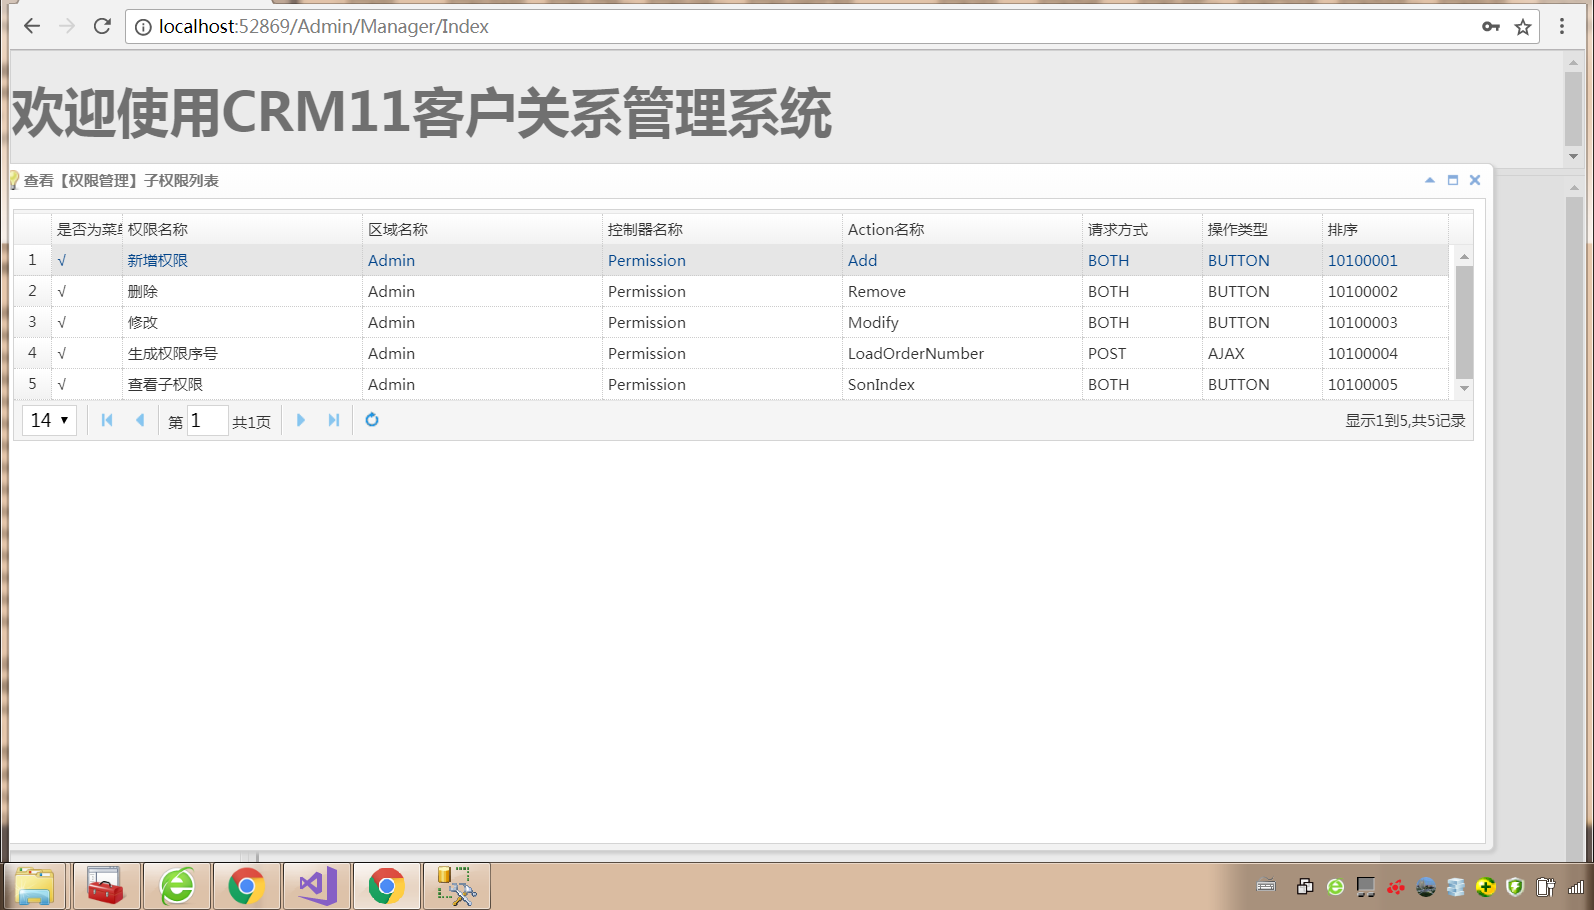 localhost:52869/Admin/Manager/Index
欢迎使用CRM11客户关系管理系统
查看【权限管理】子权限列表
是否为菜单 权限名称 区域名称 控制器名称 Action名称 请求方式 操作类型 排序
1 √ 新增权限 Admin Permission Add BOTH BUTTON 10100001
2 √ 删除 Admin Permission Remove BOTH BUTTON 10100002
3 √ 修改 Admin Permission Modify BOTH BUTTON 10100003
4 √ 生成权限序号 Admin Permission LoadOrderNumber POST AJAX 10100004
5 √ 查看子权限 Admin Permission SonIndex BOTH BUTTON 10100005
14 第 1 共1页 显示1到5,共5记录